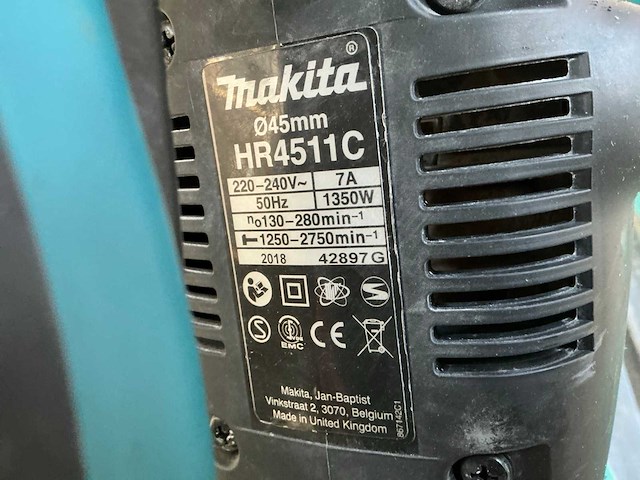 makita®
Ø45mm
HR4511C
220-240V~ 7A
50Hz 1350W
n₀130-280min⁻¹
1250-2750min⁻¹
2018 42897G
S S
EMC CE
Makita, Jan-Baptist
Vinkstraat 2, 3070, Belgium
Made in United Kingdom
867142C1